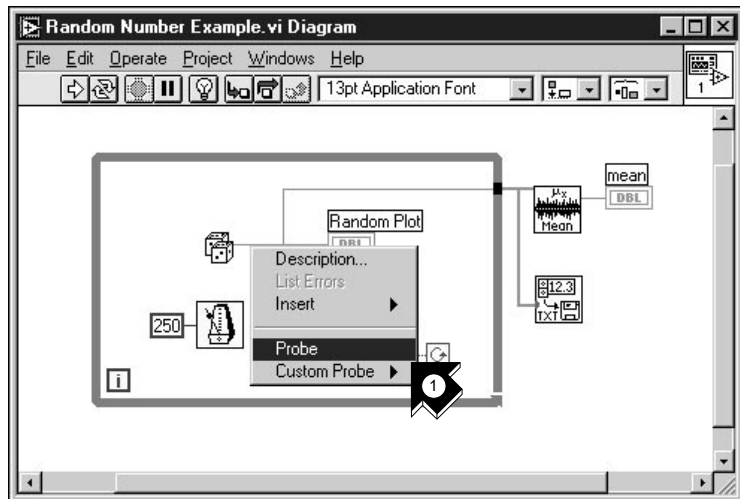 Random Number Example.vi Diagram
File Edit Operate Project Windows Help
13pt Application Font
1
mean
DBL
μx
Mean
Random Plot
DBL
Description...
List Errors
Insert
Probe
Custom Probe
1
250
i
12.3
TXT